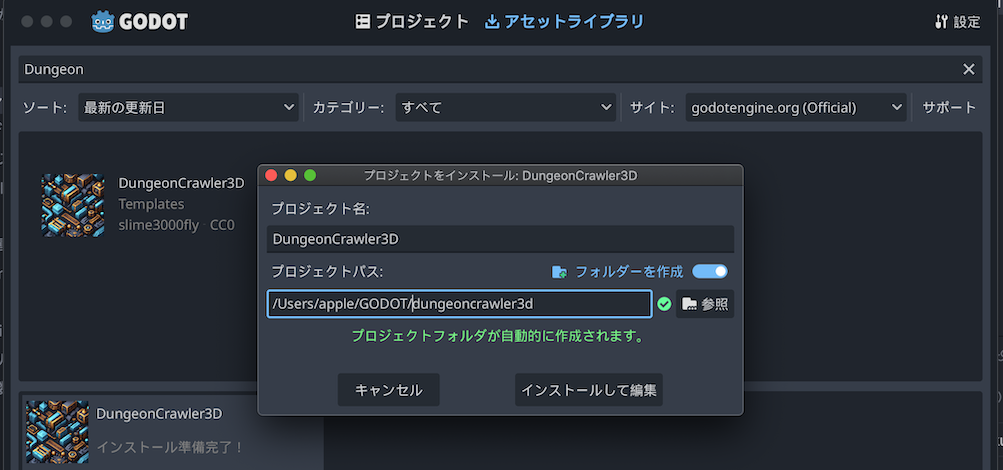 GODOT
プロジェクト アセットライブラリ 設定
Dungeon
ソート: 最新の更新日 カテゴリー: すべて サイト: godotengine.org (Official) サポート
DungeonCrawler3D
Templates
slime3000fly CC0
プロジェクトをインストール: DungeonCrawler3D
プロジェクト名:
DungeonCrawler3D
プロジェクトパス: フォルダーを作成
/Users/apple/GODOT/dungeoncrawler3d 参照
プロジェクトフォルダが自動的に作成されます。
キャンセル インストールして編集
DungeonCrawler3D
インストール準備完了！